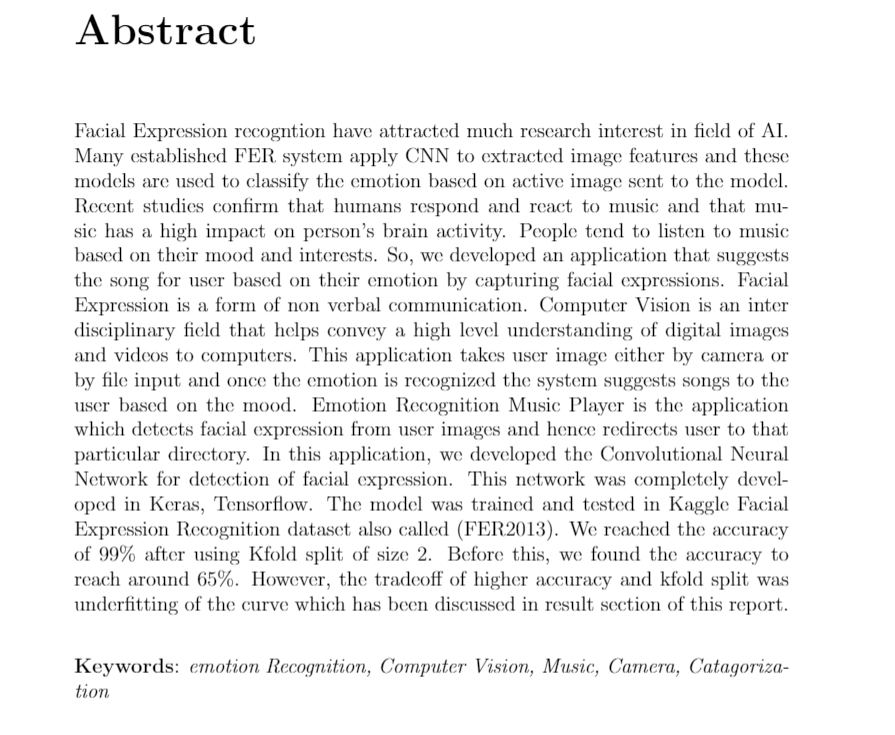 Abstract
Facial Expression recogntion have attracted much research interest in field of AI.
Many established FER system apply CNN to extracted image features and these
models are used to classify the emotion based on active image sent to the model.
Recent studies confirm that humans respond and react to music and that mu-
sic has a high impact on person's brain activity. People tend to listen to music
based on their mood and interests. So, we developed an application that suggests
the song for user based on their emotion by capturing facial expressions. Facial
Expression is a form of non verbal communication. Computer Vision is an inter
disciplinary field that helps convey a high level understanding of digital images
and videos to computers. This application takes user image either by camera or
by file input and once the emotion is recognized the system suggests songs to the
user based on the mood. Emotion Recognition Music Player is the application
which detects facial expression from user images and hence redirects user to that
particular directory. In this application, we developed the Convolutional Neural
Network for detection of facial expression. This network was completely devel-
oped in Keras, Tensorflow. The model was trained and tested in Kaggle Facial
Expression Recognition dataset also called (FER2013). We reached the accuracy
of 99% after using Kfold split of size 2. Before this, we found the accuracy to
reach around 65%. However, the tradeoff of higher accuracy and kfold split was
underfitting of the curve which has been discussed in result section of this report.
Keywords: emotion Recognition, Computer Vision, Music, Camera, Catagoriza-
tion